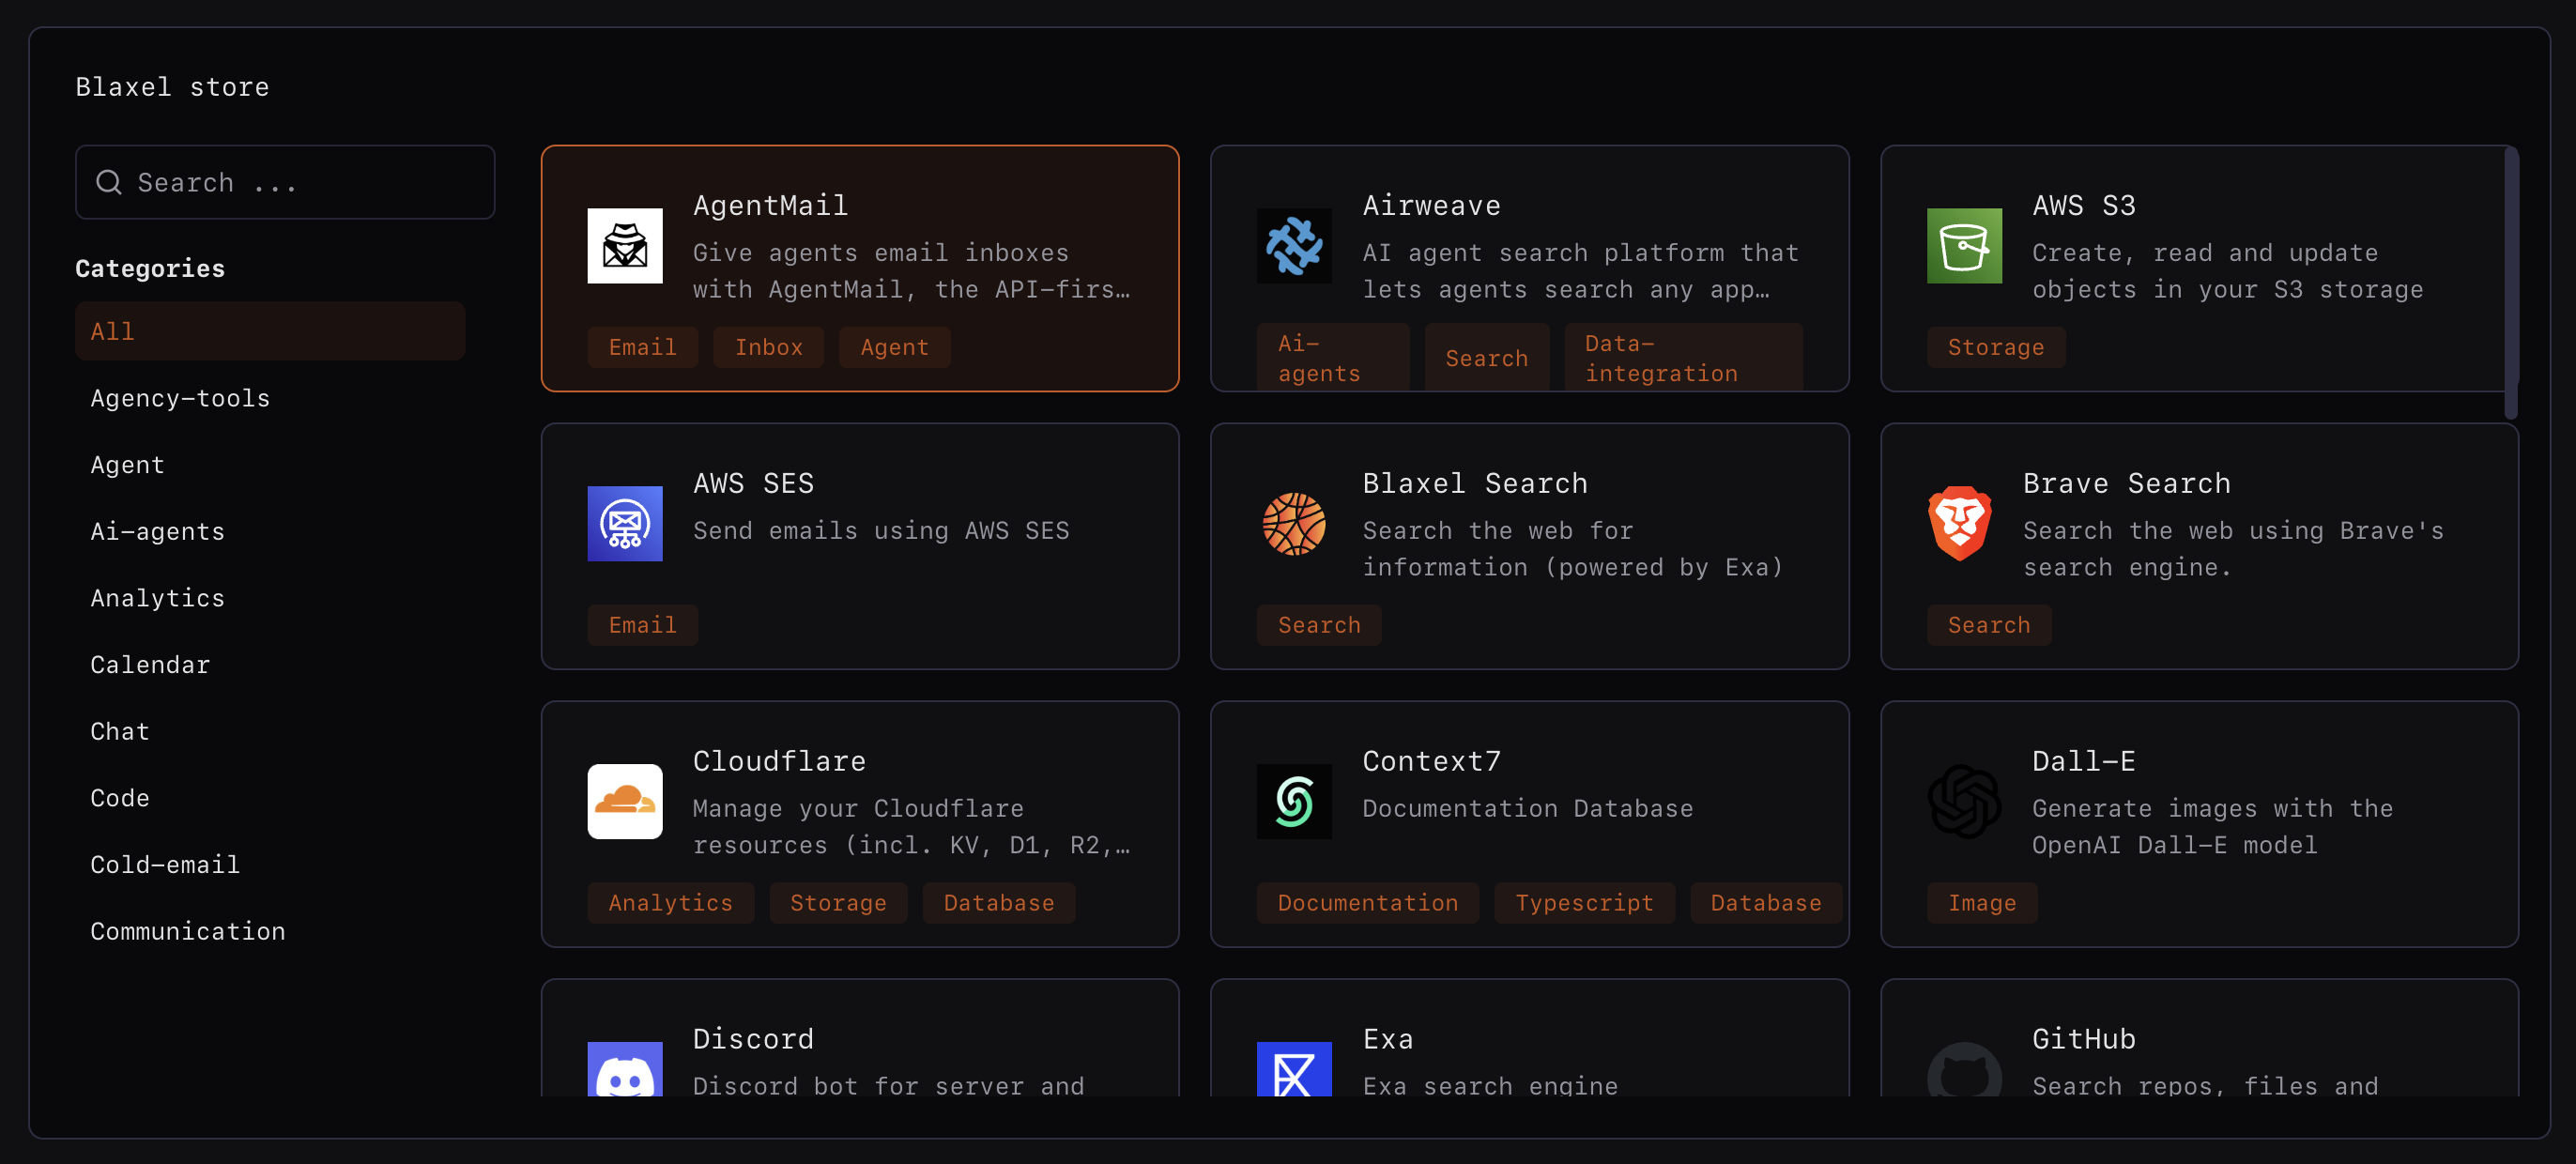 Blaxel store
Search ...
Categories
All
Agency-tools
Agent
Ai-agents
Analytics
Calendar
Chat
Code
Cold-email
Communication
AgentMail
Give agents email inboxes
with AgentMail, the API-firs…
Email Inbox Agent
Airweave
AI agent search platform that
lets agents search any app…
Ai-
agents
Search
Data-
integration
AWS S3
Create, read and update
objects in your S3 storage
Storage
AWS SES
Send emails using AWS SES
Email
Blaxel Search
Search the web for
information (powered by Exa)
Search
Brave Search
Search the web using Brave's
search engine.
Search
Cloudflare
Manage your Cloudflare
resources (incl. KV, D1, R2,…
Analytics Storage Database
Context7
Documentation Database
Documentation Typescript Database
Dall-E
Generate images with the
OpenAI Dall-E model
Image
Discord
Discord bot for server and
Exa
Exa search engine
GitHub
Search repos, files and